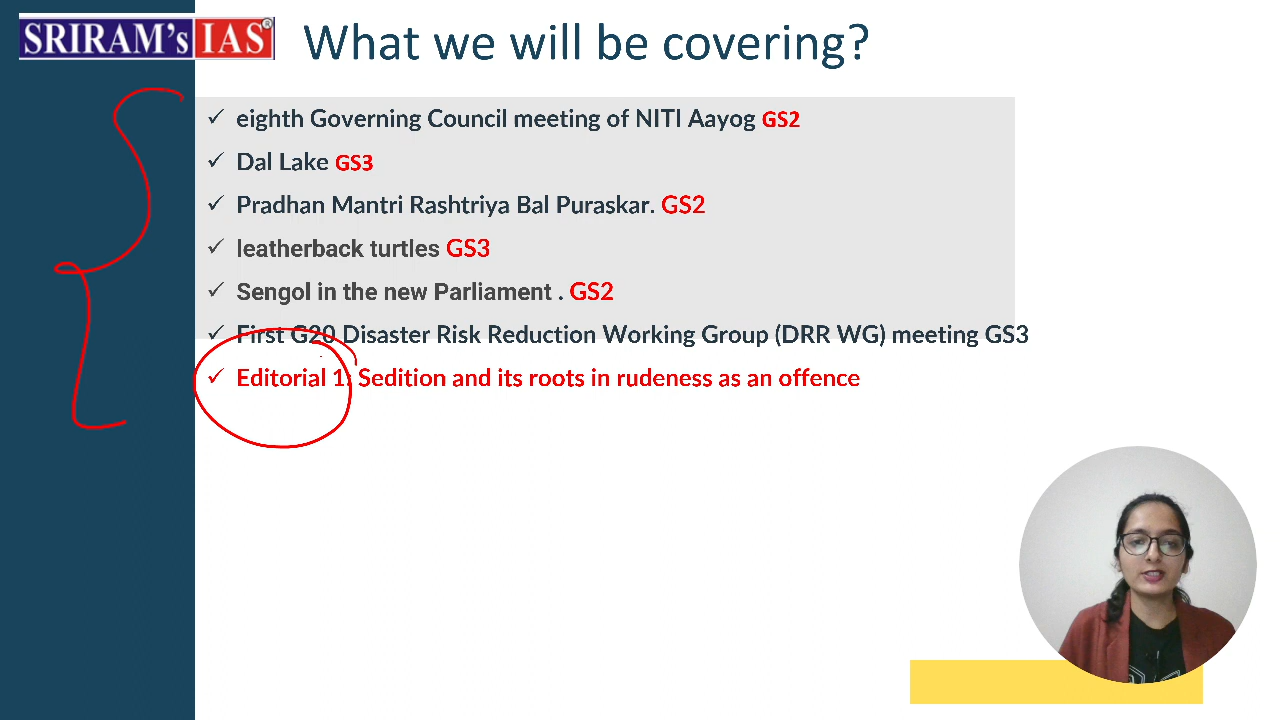 SRIRAM's IAS®
What we will be covering?
✓ eighth Governing Council meeting of NITI Aayog GS2
✓ Dal Lake GS3
✓ Pradhan Mantri Rashtriya Bal Puraskar. GS2
✓ leatherback turtles GS3
✓ Sengol in the new Parliament . GS2
✓ First G20 Disaster Risk Reduction Working Group (DRR WG) meeting GS3
✓ Editorial 1: Sedition and its roots in rudeness as an offence